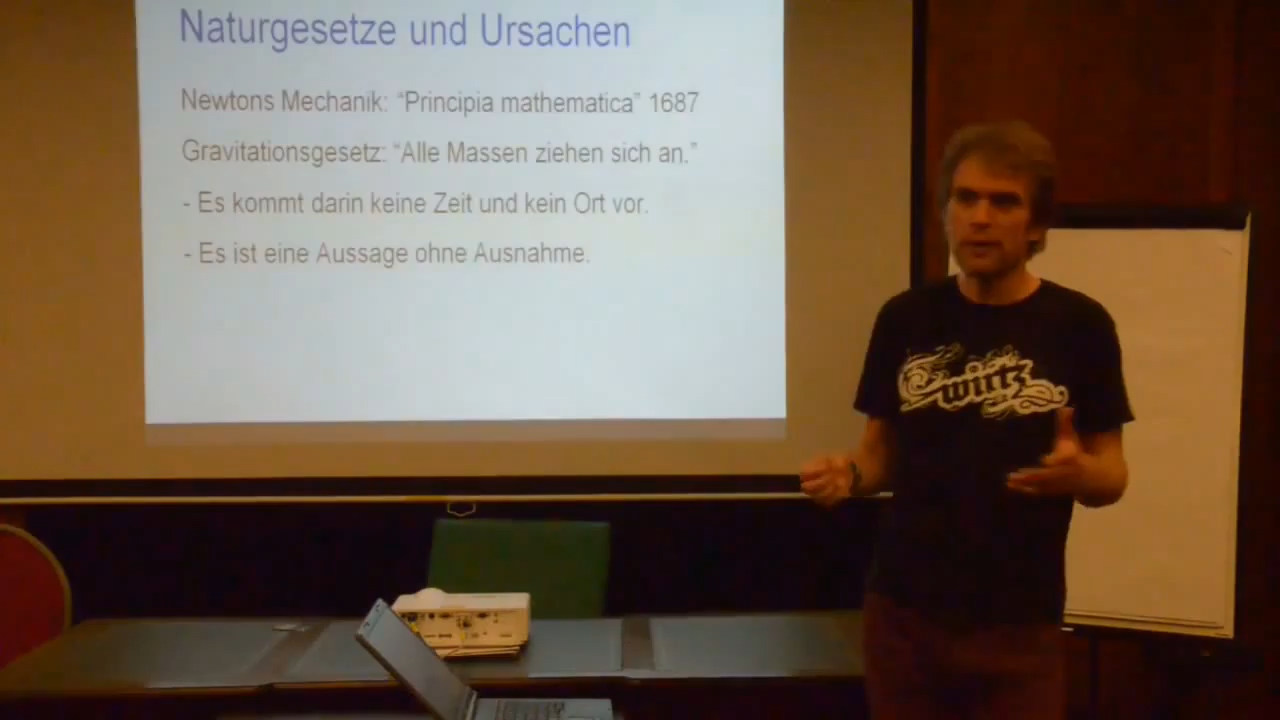 Naturgesetze und Ursachen
Newtons Mechanik: “Principia mathematica” 1687
Gravitationsgesetz: “Alle Massen ziehen sich an.”
- Es kommt darin keine Zeit und kein Ort vor.
- Es ist eine Aussage ohne Ausnahme.